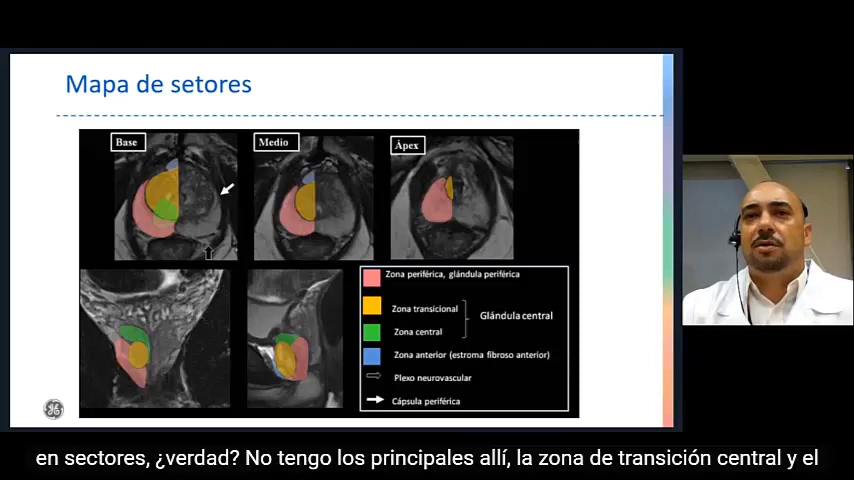 Mapa de setores
Base
Medio
Àpex
Zona periférica, glándula periférica
Zona transicional
Glándula central
Zona central
Zona anterior (estroma fibroso anterior)
Plexo neurovascular
Cápsula periférica
en sectores, ¿verdad? No tengo los principales allí, la zona de transición central y el